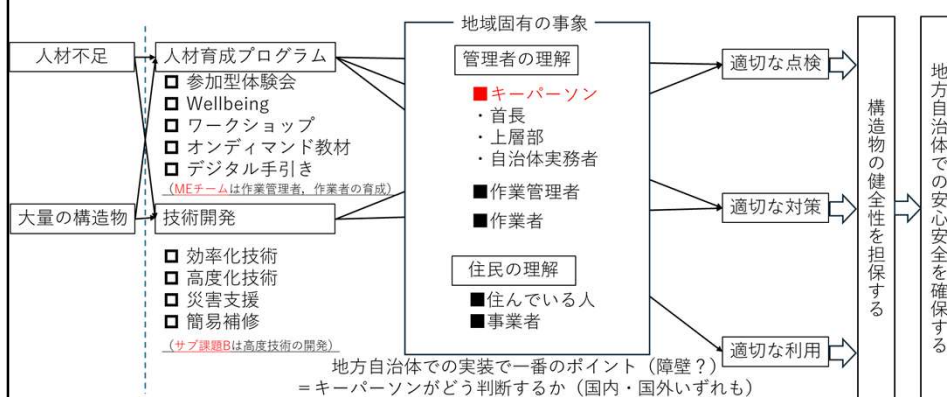 人材不足
大量の構造物
人材育成プログラム
参加型体験会
Wellbeing
ワークショップ
オンディマンド教材
デジタル手引き
(MEチームは作業管理者，作業者の育成)
技術開発
効率化技術
高度化技術
災害支援
簡易補修
(サブ課題Bは高度技術の開発)
地域固有の事象
管理者の理解
■キーパーソン
・首長
・上層部
・自治体実務者
■作業管理者
■作業者
住民の理解
■住んでいる人
■事業者
適切な点検
適切な対策
適切な利用
構造物の健全性を担保する
地方自治体での安心安全を確保する
地方自治体での実装で一番のポイント（障壁？）
＝キーパーソンがどう判断するか（国内・国外いずれも）